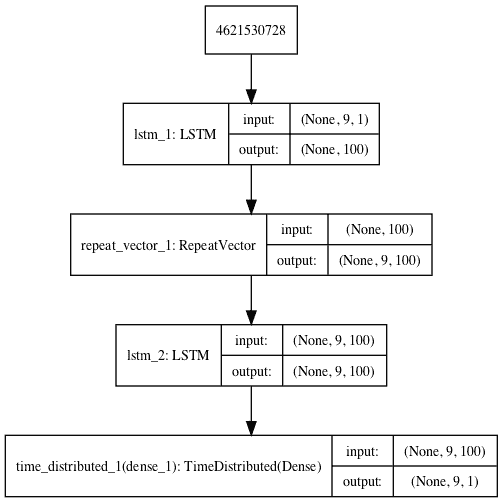 4621530728
lstm_1: LSTM
input:
(None, 9, 1)
output:
(None, 100)
repeat_vector_1: RepeatVector
input:
(None, 100)
output:
(None, 9, 100)
lstm_2: LSTM
input:
(None, 9, 100)
output:
(None, 9, 100)
time_distributed_1(dense_1): TimeDistributed(Dense)
input:
(None, 9, 100)
output:
(None, 9, 1)